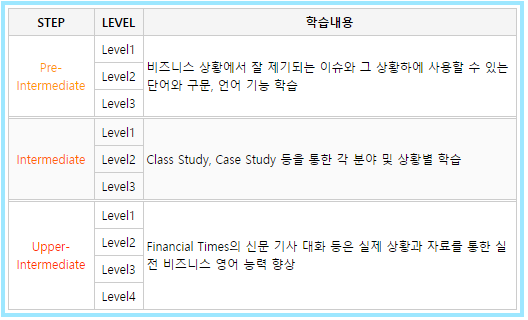 STEP LEVEL 학습내용
Pre-
Intermediate
Level1
Level2
Level3
비즈니스 상황에서 잘 제기되는 이슈와 그 상황하에 사용할 수 있는
단어와 구문, 언어 기능 학습
Intermediate
Level1
Level2
Level3
Class Study, Case Study 등을 통한 각 분야 및 상황별 학습
Upper-
Intermediate
Level1
Level2
Level3
Level4
Financial Times의 신문 기사 대화 등은 실제 상황과 자료를 통한 실
전 비즈니스 영어 능력 향상